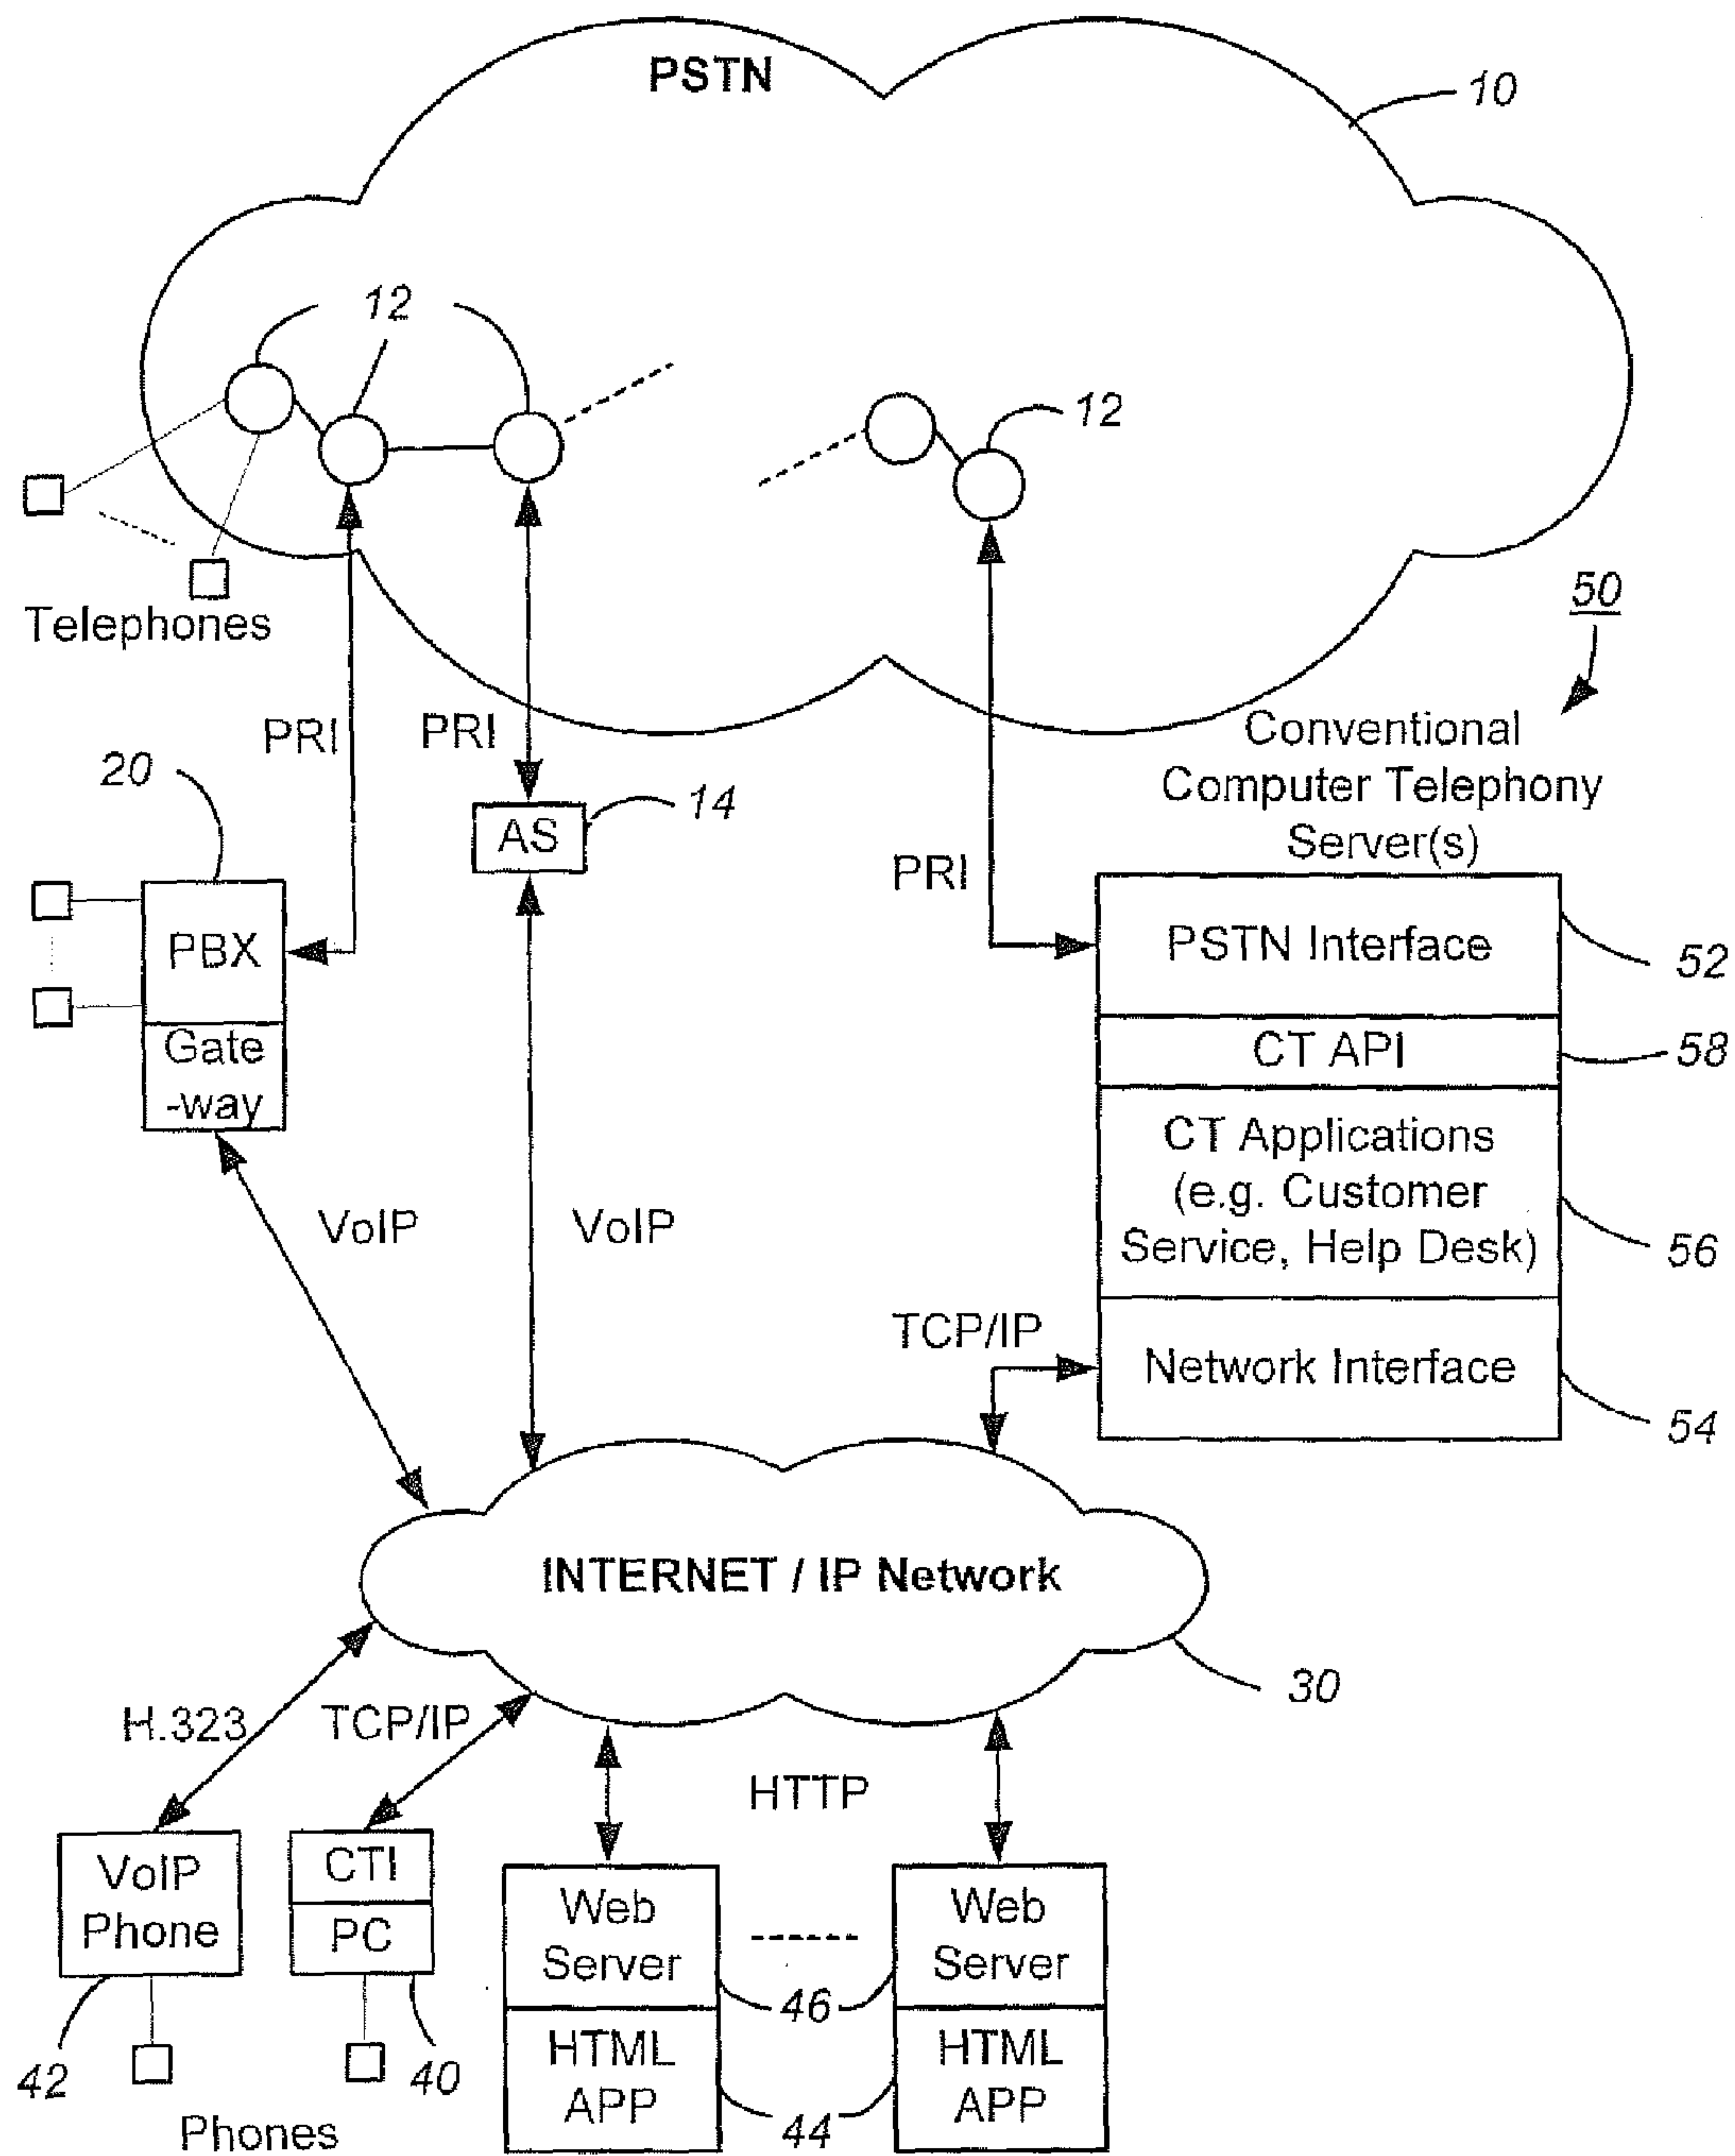 PSTN
10
12
12
Telephones
50
PRI
PRI
Conventional
Computer Telephony
Server(s)
20
14
AS
PRI
PBX
PSTN Interface
52
Gate
-way
CT API
58
CT Applications
(e.g. Customer
Service, Help Desk)
56
VoIP
VoIP
TCP/IP
Network Interface
54
INTERNET / IP Network
30
H.323
TCP/IP
HTTP
VoIP
Phone
CTI
PC
Web
Server
Web
Server
46
42
40
HTML
APP
HTML
APP
44
Phones